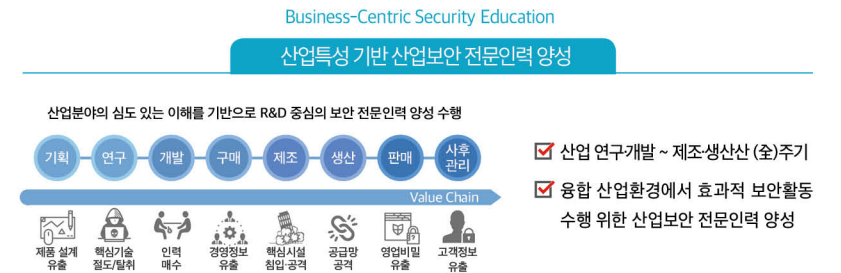 Business-Centric Security Education
산업특성 기반 산업보안 전문인력 양성
산업분야의 심도 있는 이해를 기반으로 R&D 중심의 보안 전문인력 양성 수행
기획 연구 개발 구매 제조 생산 판매 사후
관리
Value Chain
제품 설계 핵심기술 인력 경영정보 핵심시설 공급망 영업비밀 고객정보
유출 절도/탈취 매수 유출 침입·공격 공격 유출 유출
산업 연구·개발 ~ 제조·생산산 (全)주기
융합 산업환경에서 효과적 보안활동
수행 위한 산업보안 전문인력 양성